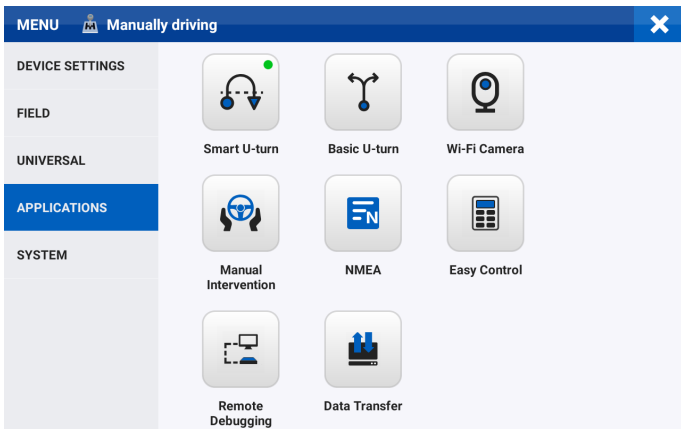 MENU
Manually driving
DEVICE SETTINGS
FIELD
UNIVERSAL
APPLICATIONS
SYSTEM
Smart U-turn
Basic U-turn
Wi-Fi Camera
Manual
Intervention
N
NMEA
Easy Control
Remote
Debugging
Data Transfer